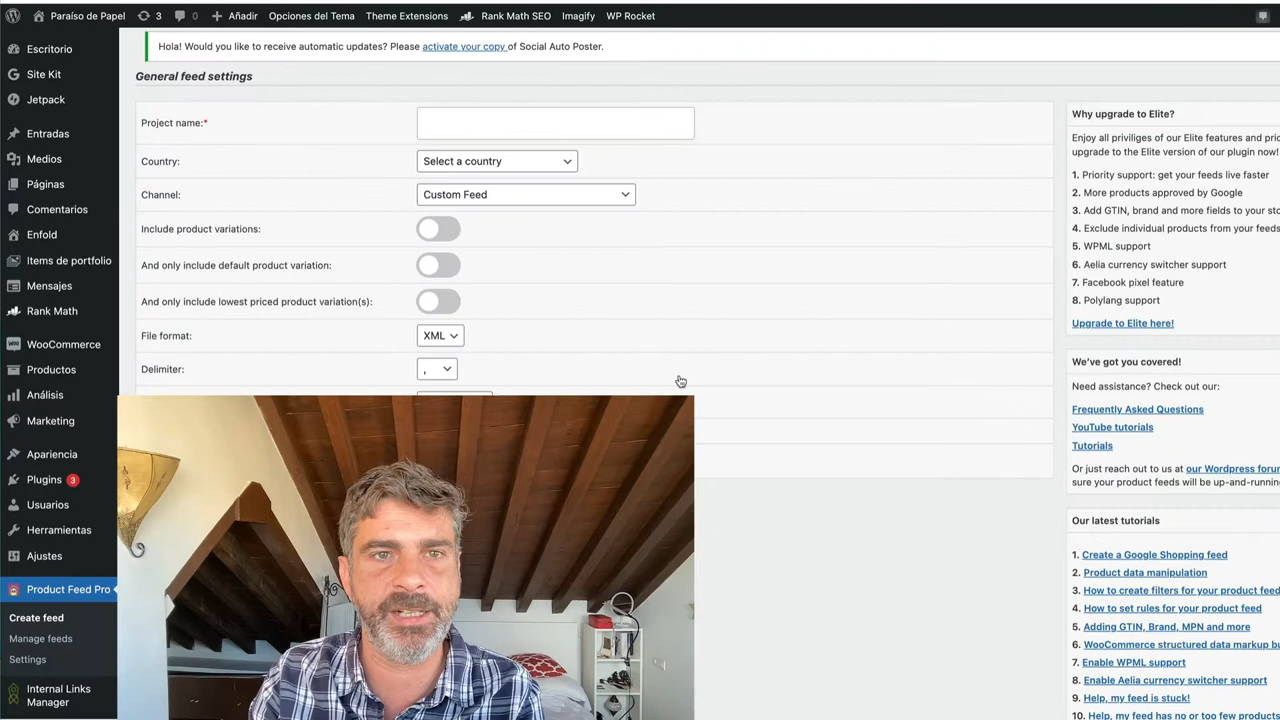 Paraíso de Papel 3 0 Añadir Opciones del Tema Theme Extensions Rank Math SEO Imagify WP Rocket
Escritorio
Site Kit
Jetpack
Entradas
Medios
Páginas
Comentarios
Enfold
Items de portfolio
Mensajes
Rank Math
WooCommerce
Productos
Análisis
Marketing
Apariencia
Plugins 3
Usuarios
Herramientas
Ajustes
Product Feed Pro
Create feed
Manage feeds
Settings
Internal Links
Manager
Hola! Would you like to receive automatic updates? Please activate your copy of Social Auto Poster.
General feed settings
Project name:*
Country: Select a country
Channel: Custom Feed
Include product variations:
And only include default product variation:
And only include lowest priced product variation(s):
File format: XML
Delimiter: ,
Why upgrade to Elite?
Enjoy all priviliges of our Elite features and prio
upgrade to the Elite version of our plugin now!
1. Priority support: get your feeds live faster
2. More products approved by Google
3. Add GTIN, brand and more fields to your sto
4. Exclude individual products from your feeds
5. WPML support
6. Aelia currency switcher support
7. Facebook pixel feature
8. Polylang support
Upgrade to Elite here!
We've got you covered!
Need assistance? Check out our:
Frequently Asked Questions
YouTube tutorials
Tutorials
Or just reach out to us at our Wordpress forum
sure your product feeds will be up-and-running
Our latest tutorials
1. Create a Google Shopping feed
2. Product data manipulation
3. How to create filters for your product feed
4. How to set rules for your product feed
5. Adding GTIN, Brand, MPN and more
6. WooCommerce structured data markup bu
7. Enable WPML support
8. Enable Aelia currency switcher support
9. Help, my feed is stuck!
10. Help, my feed has no or too few products